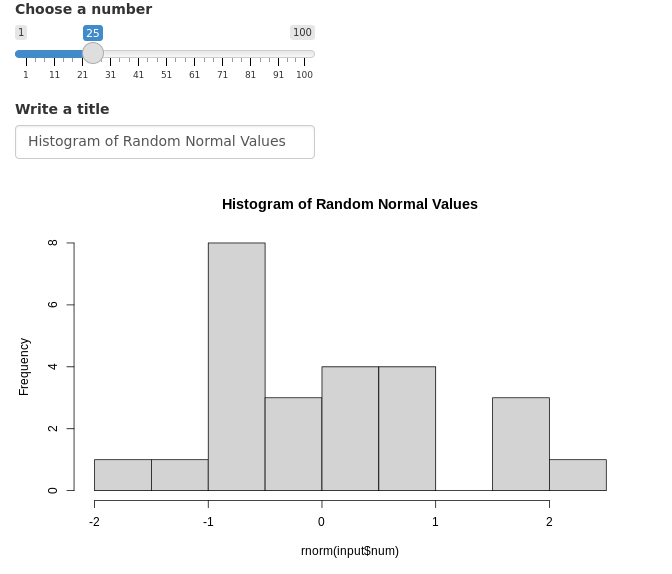 Choose a number
1 25 100
1 11 21 31 41 51 61 71 81 91 100
Write a title
Histogram of Random Normal Values
Histogram of Random Normal Values
8
6
4
2
0
Frequency
-2 -1 0 1 2
rnorm(input$num)